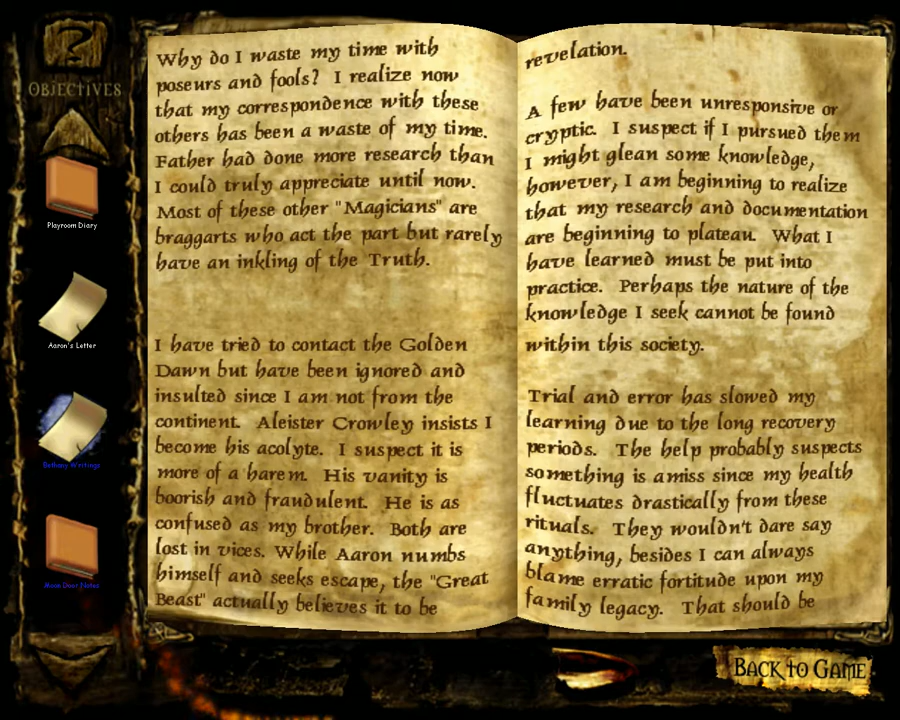 ?
OBJECTIVES
Playroom Diary
Aaron's Letter
Bethany Writings
Moon Door Notes
Why do I waste my time with
poseurs and fools? I realize now
that my correspondence with these
others has been a waste of my time.
Father had done more research than
I could truly appreciate until now.
Most of these other "Magicians" are
braggarts who act the part but rarely
have an inkling of the Truth.
I have tried to contact the Golden
Dawn but have been ignored and
insulted since I am not from the
continent. Aleister Crowley insists I
become his acolyte. I suspect it is
more of a harem. His vanity is
boorish and fraudulent. He is as
confused as my brother. Both are
lost in vices. While Aaron numbs
himself and seeks escape, the "Great
Beast" actually believes it to be
revelation.
A few have been unresponsive or
cryptic. I suspect if I pursued them
I might glean some knowledge,
however, I am beginning to realize
that my research and documentation
are beginning to plateau. What I
have learned must be put into
practice. Perhaps the nature of the
knowledge I seek cannot be found
within this society.
Trial and error has slowed my
learning due to the long recovery
periods. The help probably suspects
something is amiss since my health
fluctuates drastically from these
rituals. They wouldn't dare say
anything, besides I can always
blame erratic fortitude upon my
family legacy. That should be
BACK TO GAME